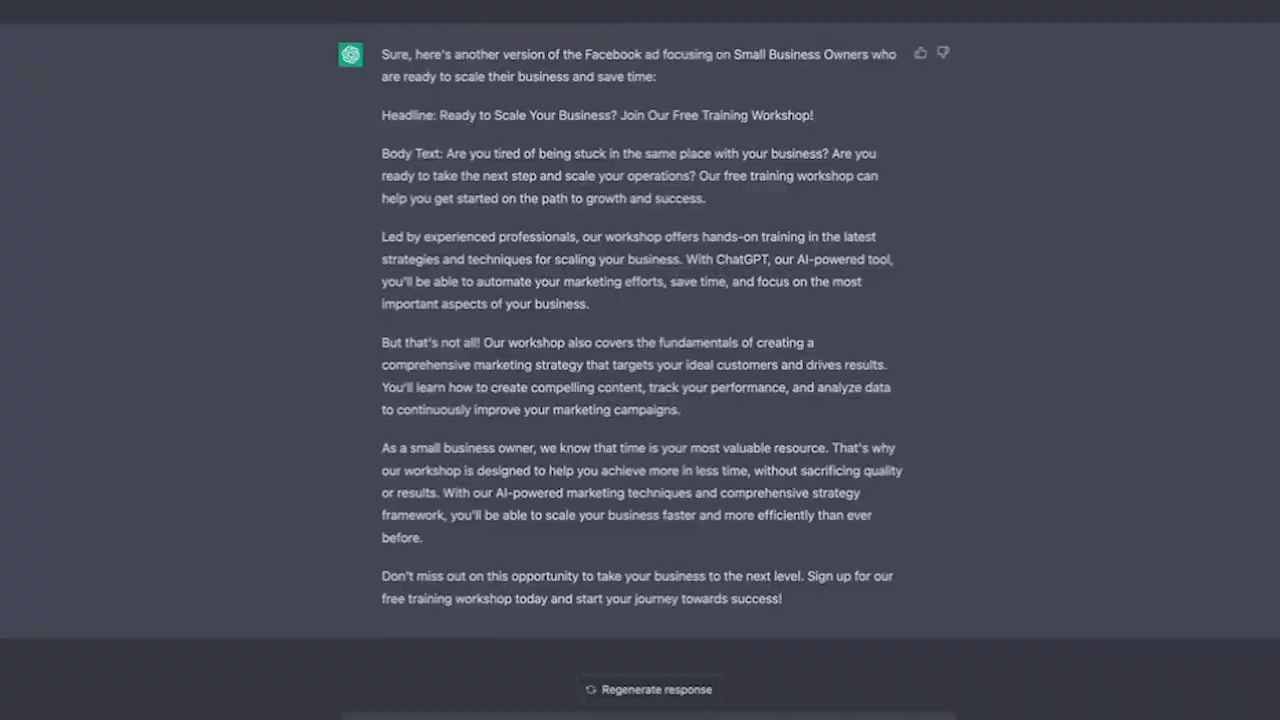 Sure, here's another version of the Facebook ad focusing on Small Business Owners who
are ready to scale their business and save time:
Headline: Ready to Scale Your Business? Join Our Free Training Workshop!
Body Text: Are you tired of being stuck in the same place with your business? Are you
ready to take the next step and scale your operations? Our free training workshop can
help you get started on the path to growth and success.
Led by experienced professionals, our workshop offers hands-on training in the latest
strategies and techniques for scaling your business. With ChatGPT, our AI-powered tool,
you'll be able to automate your marketing efforts, save time, and focus on the most
important aspects of your business.
But that's not all! Our workshop also covers the fundamentals of creating a
comprehensive marketing strategy that targets your ideal customers and drives results.
You'll learn how to create compelling content, track your performance, and analyze data
to continuously improve your marketing campaigns.
As a small business owner, we know that time is your most valuable resource. That's why
our workshop is designed to help you achieve more in less time, without sacrificing quality
or results. With our AI-powered marketing techniques and comprehensive strategy
framework, you'll be able to scale your business faster and more efficiently than ever
before.
Don't miss out on this opportunity to take your business to the next level. Sign up for our
free training workshop today and start your journey towards success!
Regenerate response